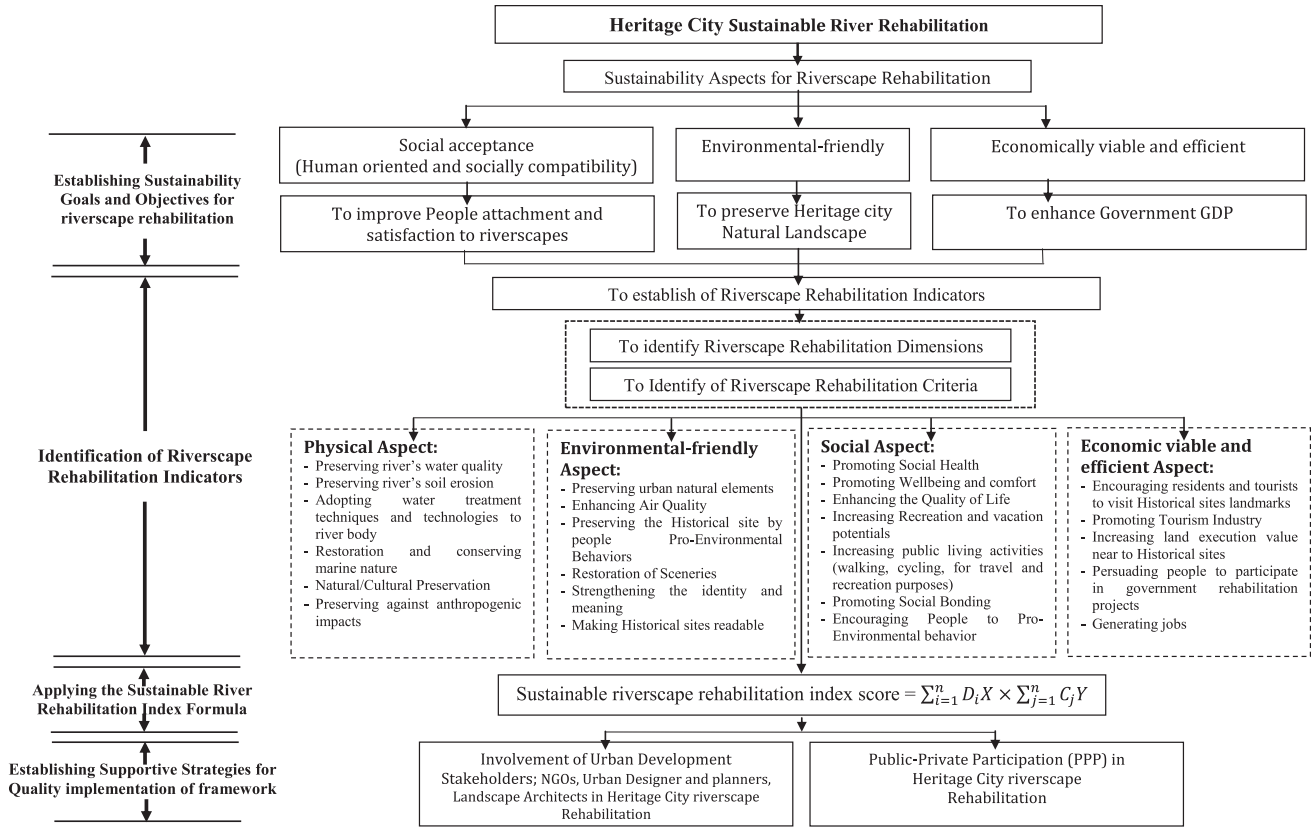 Heritage City Sustainable River Rehabilitation
Sustainability Aspects for Riverscape Rehabilitation
Social acceptance
(Human oriented and socially compatibility)
Environmental-friendly
Economically viable and efficient
Establishing Sustainability
Goals and Objectives for
riverscape rehabilitation
To improve People attachment and
satisfaction to riverscapes
To preserve Heritage city
Natural Landscape
To enhance Government GDP
To establish of Riverscape Rehabilitation Indicators
To identify Riverscape Rehabilitation Dimensions
To Identify of Riverscape Rehabilitation Criteria
Identification of Riverscape
Rehabilitation Indicators
Physical Aspect:
- Preserving river's water quality
- Preserving river's soil erosion
- Adopting water treatment
techniques and technologies to
river body
- Restoration and conserving
marine nature
- Natural/Cultural Preservation
- Preserving against anthropogenic
impacts
Environmental-friendly
Aspect:
- Preserving urban natural elements
- Enhancing Air Quality
- Preserving the Historical site by
people Pro-Environmental
Behaviors
- Restoration of Sceneries
- Strengthening the identity and
meaning
- Making Historical sites readable
Social Aspect:
- Promoting Social Health
- Promoting Wellbeing and comfort
- Enhancing the Quality of Life
- Increasing Recreation and vacation
potentials
- Increasing public living activities
(walking, cycling, for travel and
recreation purposes)
- Promoting Social Bonding
- Encouraging People to Pro-
Environmental behavior
Economic viable and
efficient Aspect:
- Encouraging residents and tourists
to visit Historical sites landmarks
- Promoting Tourism Industry
- Increasing land execution value
near to Historical sites
- Persuading people to participate
in government rehabilitation
projects
- Generating jobs
Applying the Sustainable River
Rehabilitation Index Formula
Sustainable riverscape rehabilitation index score = ∑ⁿᵢ₌₁ DᵢX × ∑ⁿⱼ₌₁ CⱼY
Establishing Supportive Strategies for
Quality implementation of framework
Involvement of Urban Development
Stakeholders; NGOs, Urban Designer and planners,
Landscape Architects in Heritage City riverscape
Rehabilitation
Public-Private Participation (PPP) in
Heritage City riverscape
Rehabilitation